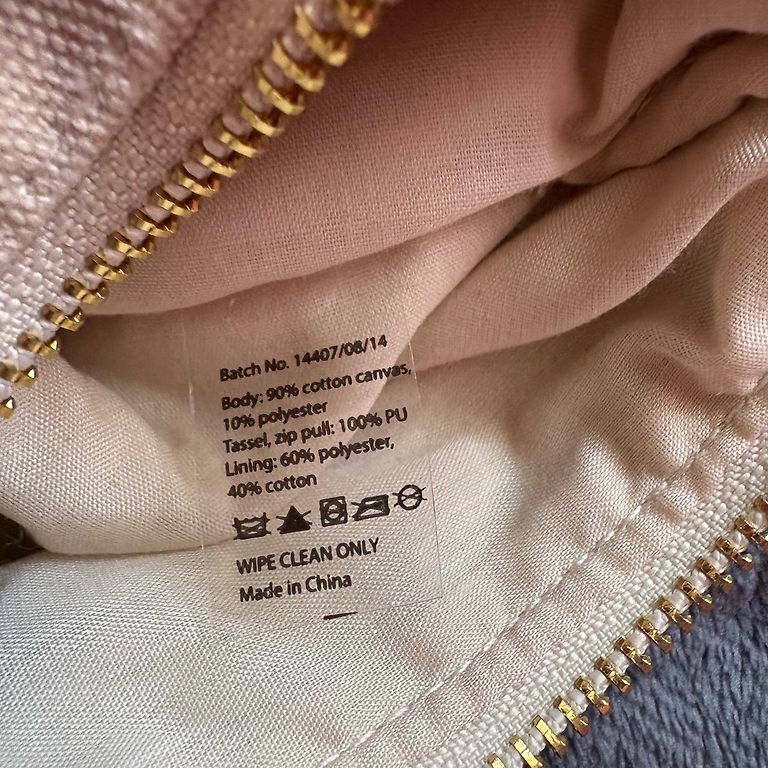 Batch No. 14407/08/14
Body: 90% cotton canvas,
10% polyester
Tassel, zip pull: 100% PU
Lining: 60% polyester,
40% cotton
WIPE CLEAN ONLY
Made in China